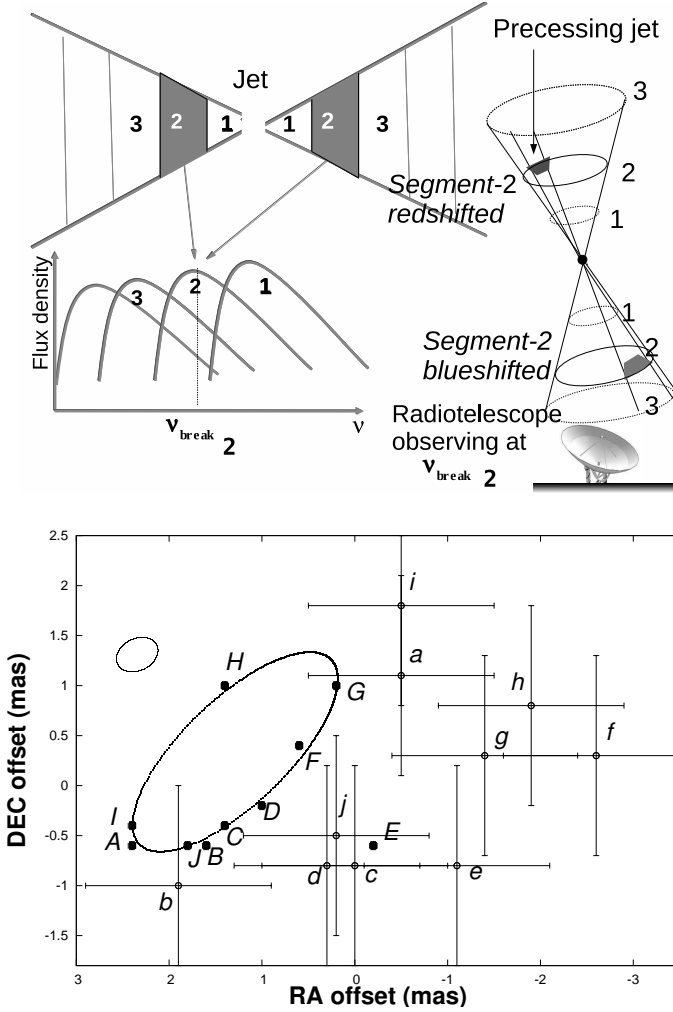 Precessing jet
Jet
3 2 1 1 2 3
3
2
1
Segment-2
redshifted
1
2
3
Segment-2
blueshifted
Radiotelescope
observing at
ν break 2
Flux density
3 2 1
ν break 2 ν
2.5
2
1.5
1
0.5
0
-0.5
-1
-1.5
DEC offset (mas)
i
a
H
G
h
g
f
F
I
A
D
C
J
B
j
E
b
d
c
e
3 2 1 0 -1 -2 -3
RA offset (mas)